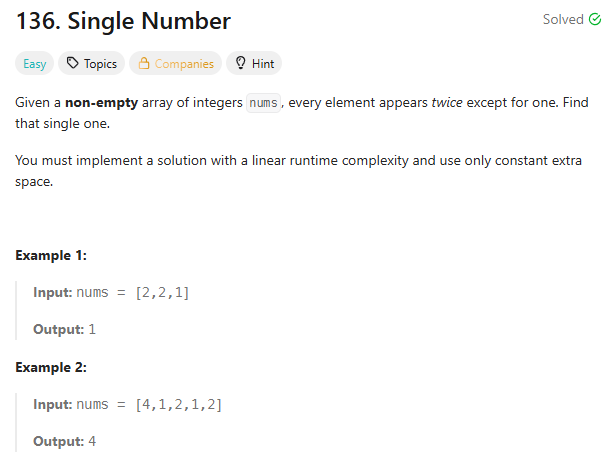 136. Single Number
Solved
Easy Topics Companies Hint
Given a non-empty array of integers nums, every element appears twice except for one. Find
that single one.
You must implement a solution with a linear runtime complexity and use only constant extra
space.
Example 1:
Input: nums = [2,2,1]
Output: 1
Example 2:
Input: nums = [4,1,2,1,2]
Output: 4